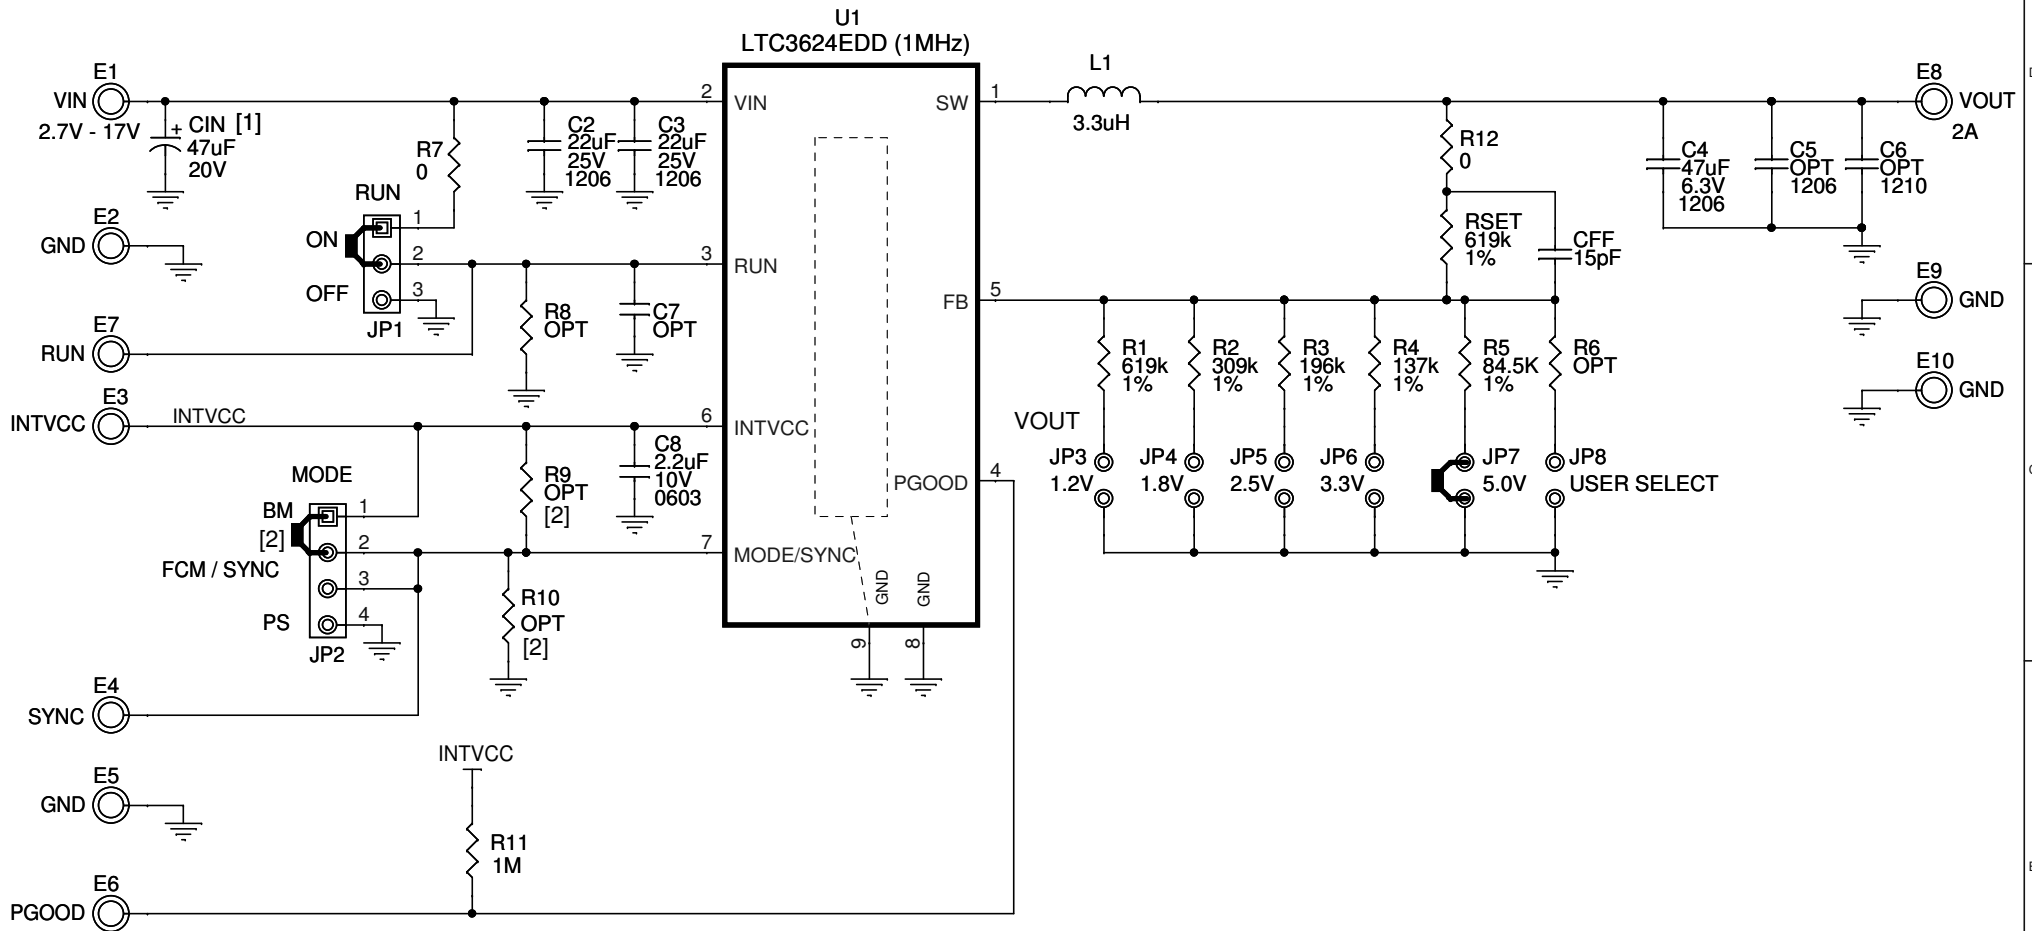 U1
LTC3624EDD (1MHz)
E1
VIN
2.7V - 17V
+
CIN [1]
47uF
20V
R7
0
C2
22uF
25V
1206
C3
22uF
25V
1206
2
VIN
SW
1
L1
3.3uH
R12
0
C4
47uF
6.3V
1206
C5
OPT
1206
C6
OPT
1210
E8
VOUT
2A
D
E2
GND
RUN
ON
OFF
1
2
3
JP1
3
RUN
R8
OPT
C7
OPT
E7
RUN
RSET
619k
1%
CFF
15pF
FB
5
E9
GND
E10
GND
R1
619k
1%
R2
309k
1%
R3
196k
1%
R4
137k
1%
R5
84.5K
1%
R6
OPT
E3
INTVCC
INTVCC
6
INTVCC
C8
2.2uF
10V
0603
R9
OPT
[2]
VOUT
JP3
1.2V
JP4
1.8V
JP5
2.5V
JP6
3.3V
JP7
5.0V
JP8
USER SELECT
PGOOD
4
C
MODE
BM
[2]
FCM / SYNC
PS
1
2
3
4
JP2
7
MODE/SYNC
GND
GND
9
8
R10
OPT
[2]
E4
SYNC
INTVCC
E5
GND
R11
1M
E6
PGOOD
B